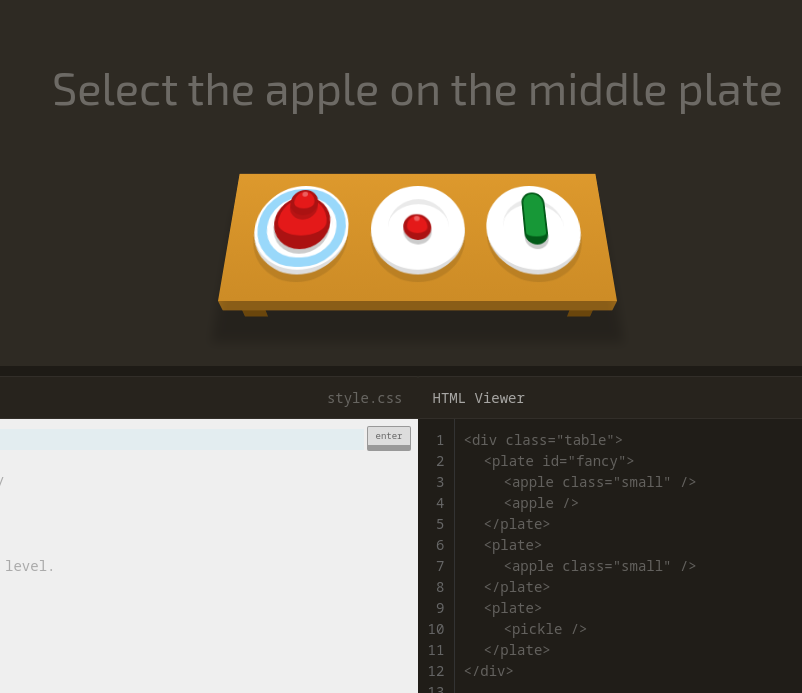 Select the apple on the middle plate
style.css
HTML Viewer
enter
/
level.
1 <div class="table">
2 <plate id="fancy">
3 <apple class="small" />
4 <apple />
5 </plate>
6 <plate>
7 <apple class="small" />
8 </plate>
9 <plate>
10 <pickle />
11 </plate>
12 </div>
13